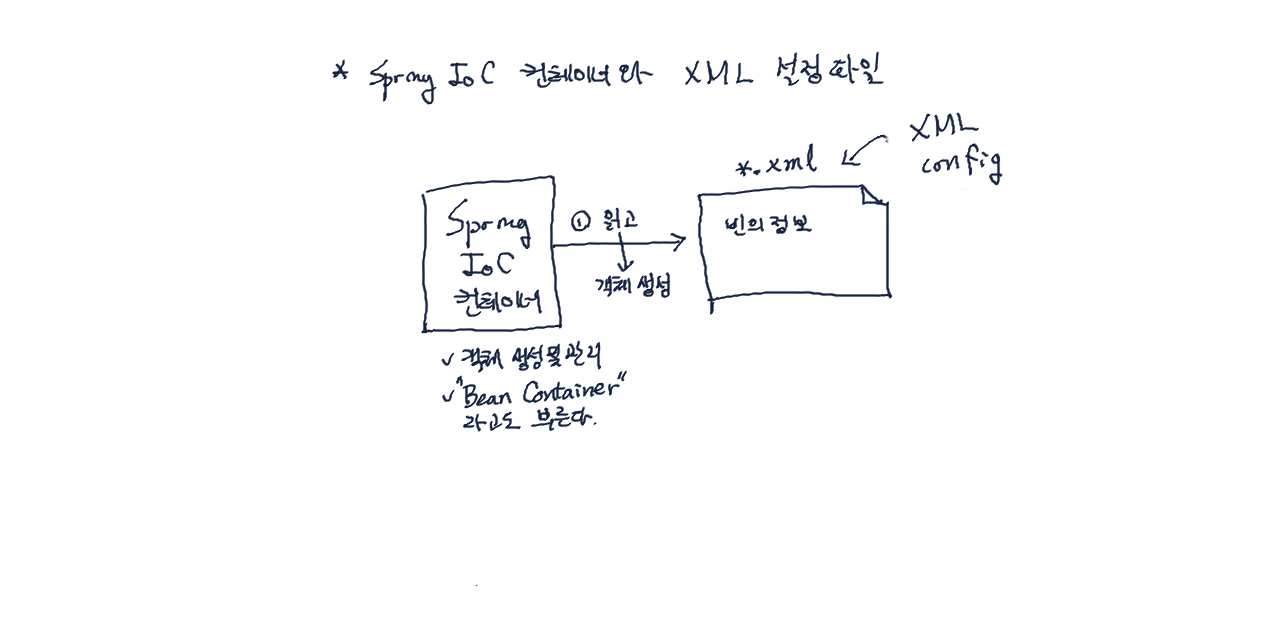 * Spring IoC 컨테이너와 XML 설정파일
XML
config
*.xml
Spring
IoC
컨테이너
① 읽고
객체 생성
빈의 정보
✓ 객체 생성 및 관리
✓ "Bean Container"
라고도 부른다.